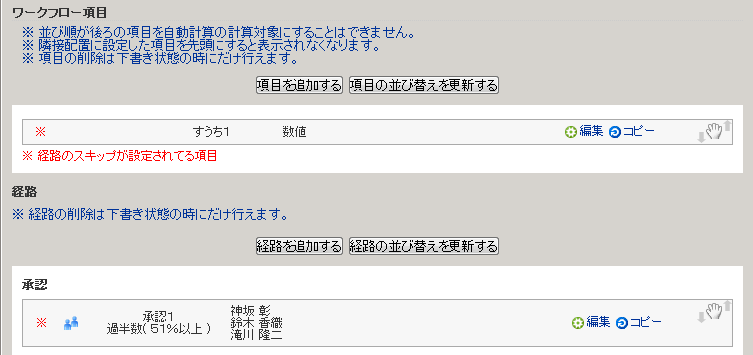 ワークフロー項目
※ 並び順が後ろの項目を自動計算の計算対象にすることはできません。
※ 隣接配置に設定した項目を先頭にすると表示されなくなります。
※ 項目の削除は下書き状態の時にだけ行えます。
項目を追加する 項目の並び替えを更新する
※ すうち1 数値 編集 コピー
※ 経路のスキップが設定されてる項目
経路
※ 経路の削除は下書き状態の時にだけ行えます。
経路を追加する 経路の並び替えを更新する
承認
※ 承認1 過半数( 51%以上 ) 神坂 彰 編集 コピー
鈴木 香織
滝川 隆二